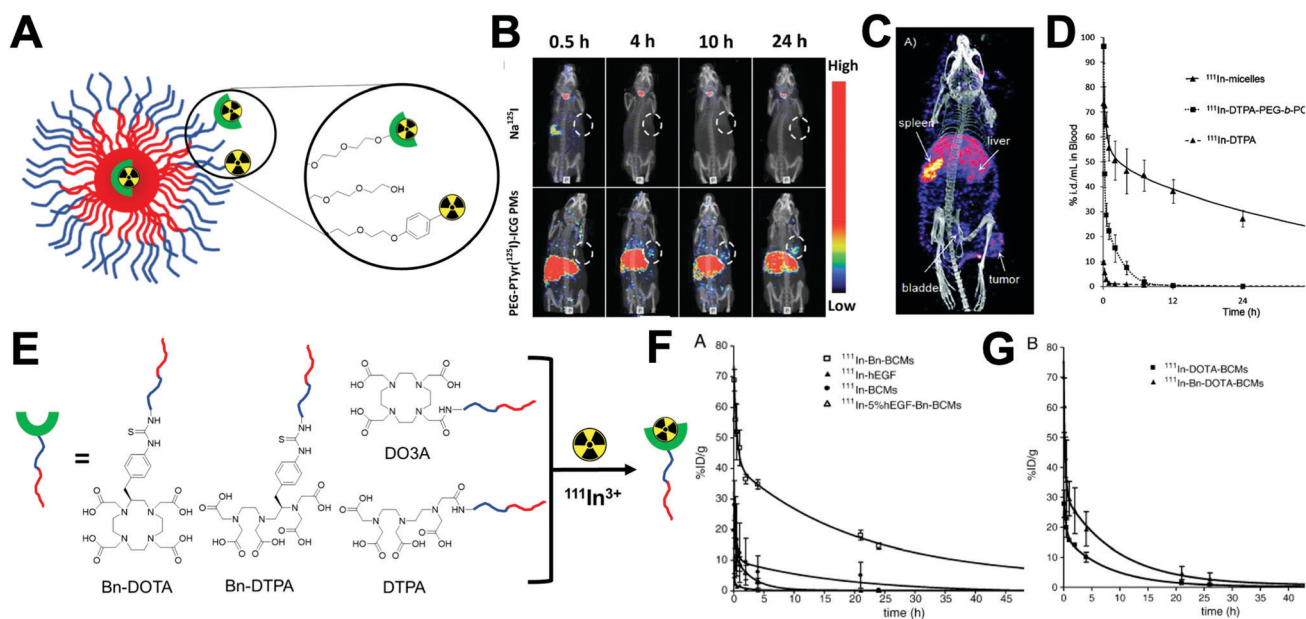 A
B
0.5 h 4 h 10 h 24 h
High
Low
Na¹²⁵I
PEG-PTyr(¹²⁵I)-ICG PMs
C
A)
spleen
liver
bladder
tumor
D
% i.d./mL in Blood
100
90
80
70
60
50
40
30
20
10
0
¹¹¹In-micelles
¹¹¹In-DTPA-PEG-b-PC
¹¹¹In-DTPA
0 12 24
Time (h)
E
=
Bn-DOTA
Bn-DTPA
DO3A
DTPA
¹¹¹In³⁺
F
A
%ID/g
80
70
60
50
40
30
20
10
0
¹¹¹In-Bn-BCMs
¹¹¹In-hEGF
¹¹¹In-BCMs
¹¹¹In-5%hEGF-Bn-BCMs
0 5 10 15 20 25 30 35 40 45
time (h)
G
B
%ID/g
80
70
60
50
40
30
20
10
0
¹¹¹In-DOTA-BCMs
¹¹¹In-Bn-DOTA-BCMs
0 5 10 15 20 25 30 35 40
time (h)